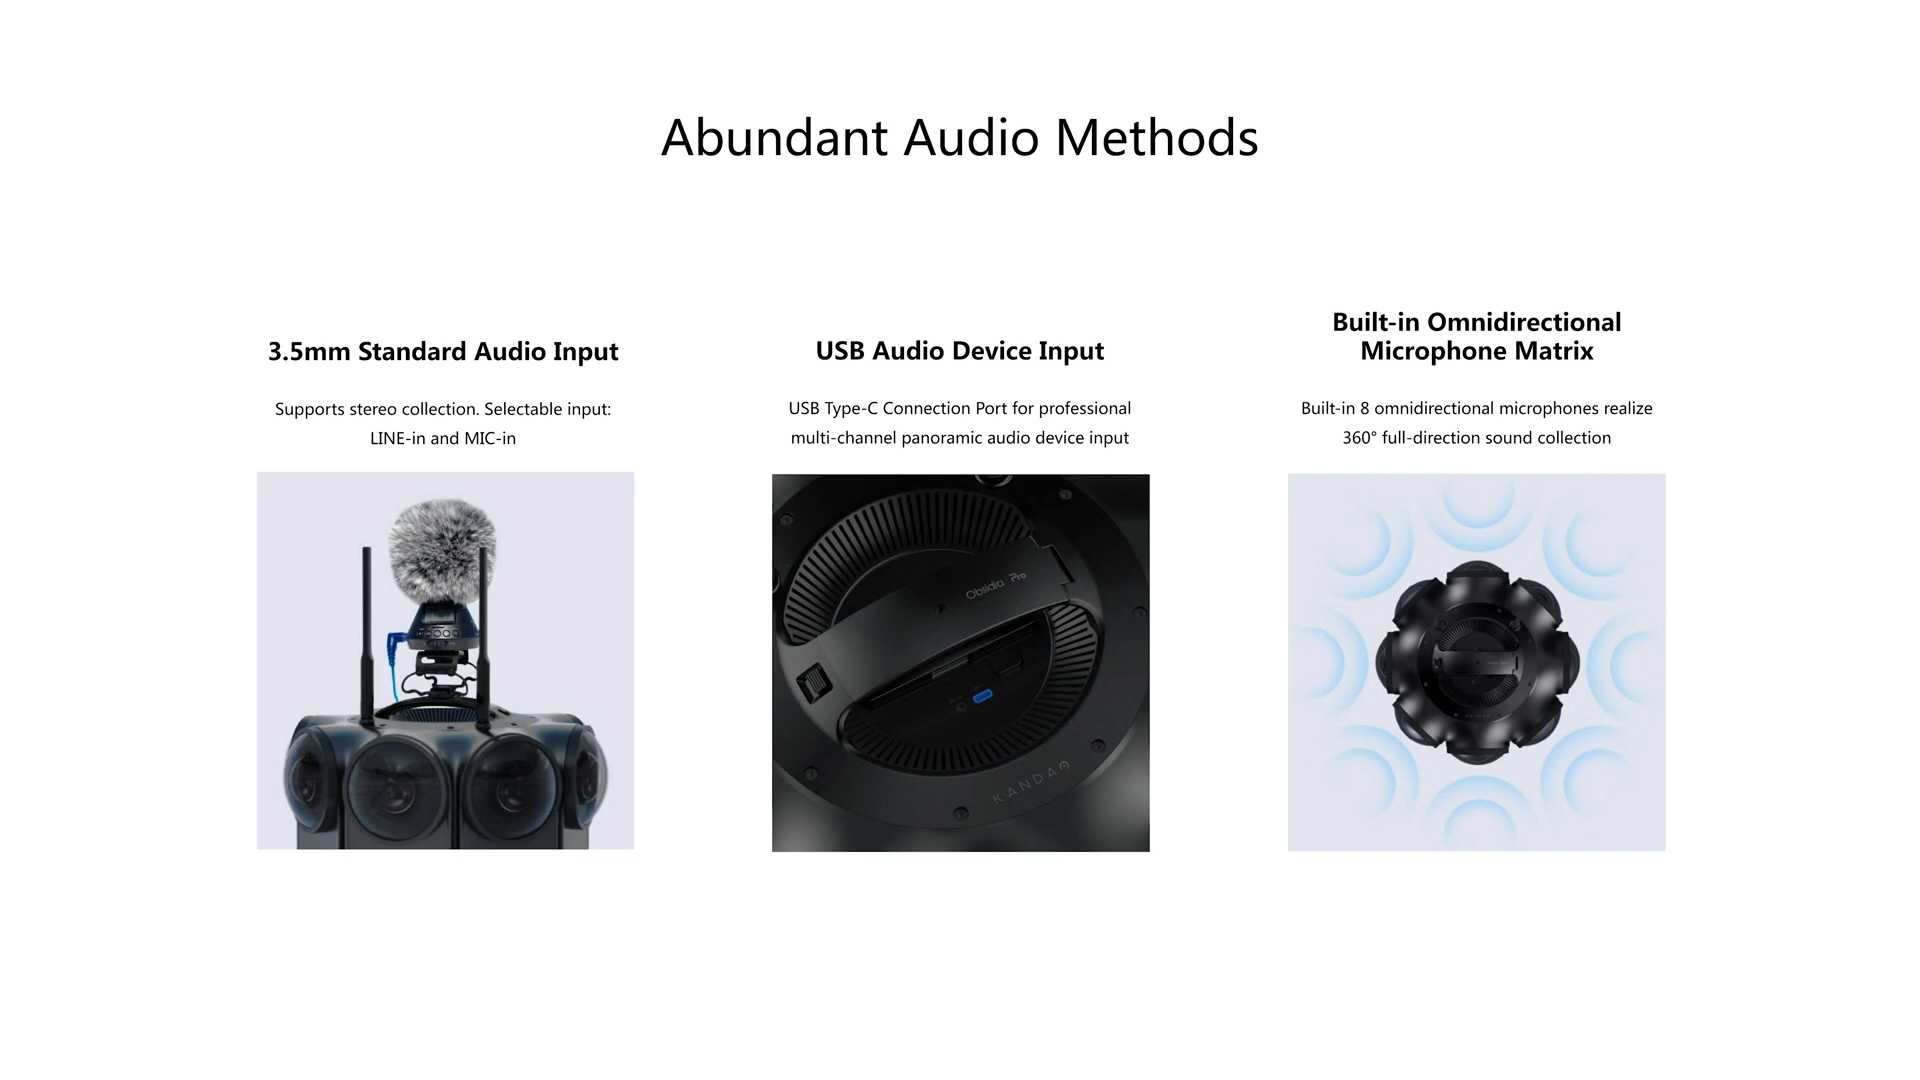 Abundant Audio Methods
3.5mm Standard Audio Input
Supports stereo collection. Selectable input:
LINE-in and MIC-in
USB Audio Device Input
USB Type-C Connection Port for professional
multi-channel panoramic audio device input
Obsidia Pro
KANDAO
Built-in Omnidirectional
Microphone Matrix
Built-in 8 omnidirectional microphones realize
360° full-direction sound collection